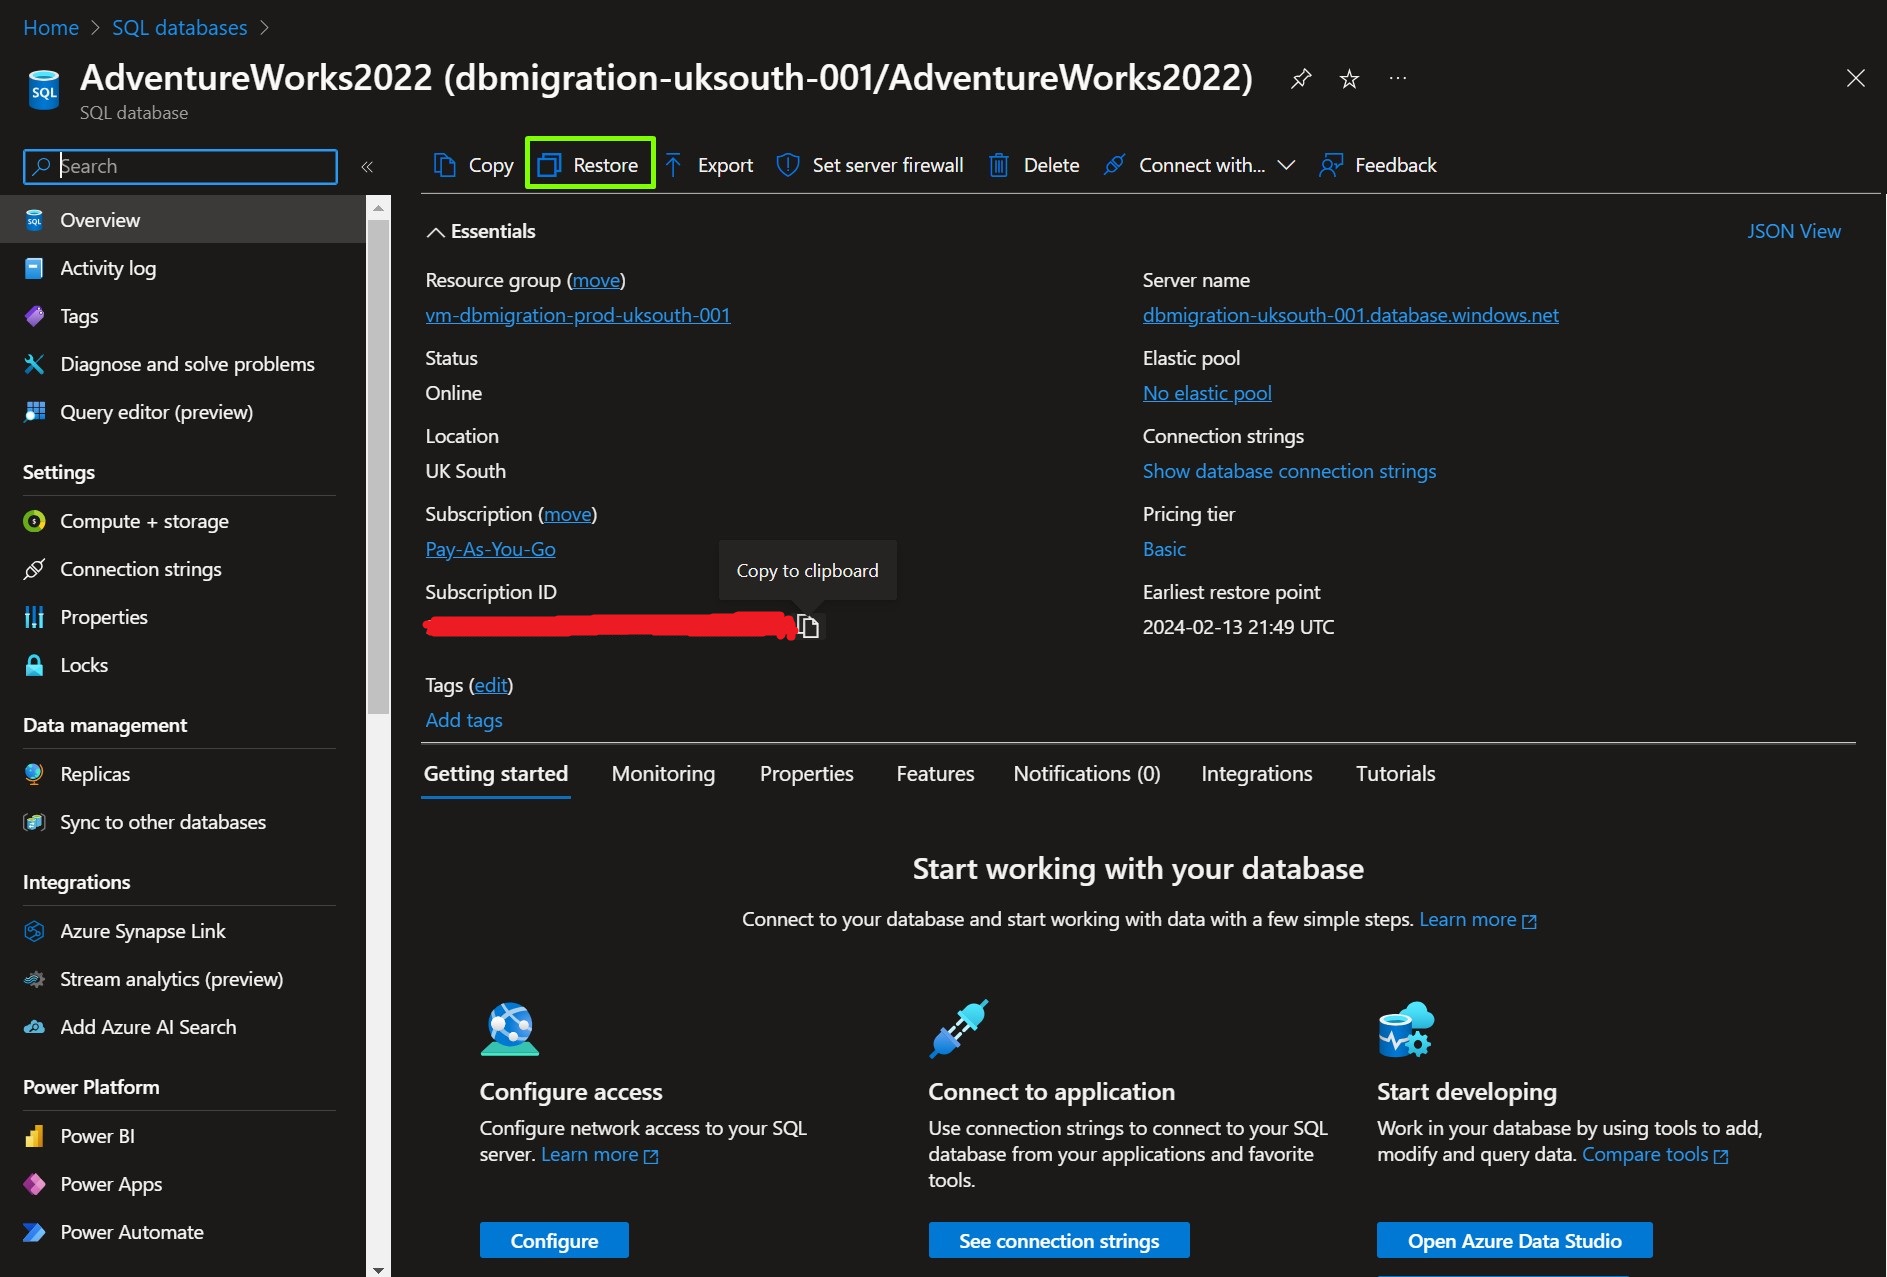 Home > SQL databases >
SQL
AdventureWorks2022 (dbmigration-uksouth-001/AdventureWorks2022)
SQL database
Search
«
Copy
Restore
Export
Set server firewall
Delete
Connect with...
Feedback
Overview
Activity log
Tags
Diagnose and solve problems
Query editor (preview)
Settings
Compute + storage
Connection strings
Properties
Locks
Data management
Replicas
Sync to other databases
Integrations
Azure Synapse Link
Stream analytics (preview)
Add Azure AI Search
Power Platform
Power BI
Power Apps
Power Automate
Essentials
JSON View
Resource group (move)
vm-dbmigration-prod-uksouth-001
Status
Online
Location
UK South
Subscription (move)
Pay-As-You-Go
Subscription ID
Copy to clipboard
Tags (edit)
Add tags
Server name
dbmigration-uksouth-001.database.windows.net
Elastic pool
No elastic pool
Connection strings
Show database connection strings
Pricing tier
Basic
Earliest restore point
2024-02-13 21:49 UTC
Getting started
Monitoring
Properties
Features
Notifications (0)
Integrations
Tutorials
Start working with your database
Connect to your database and start working with data with a few simple steps. Learn more
Configure access
Configure network access to your SQL
server. Learn more
Configure
Connect to application
Use connection strings to connect to your SQL
database from your applications and favorite
tools.
See connection strings
Start developing
Work in your database by using tools to add,
modify and query data. Compare tools
Open Azure Data Studio